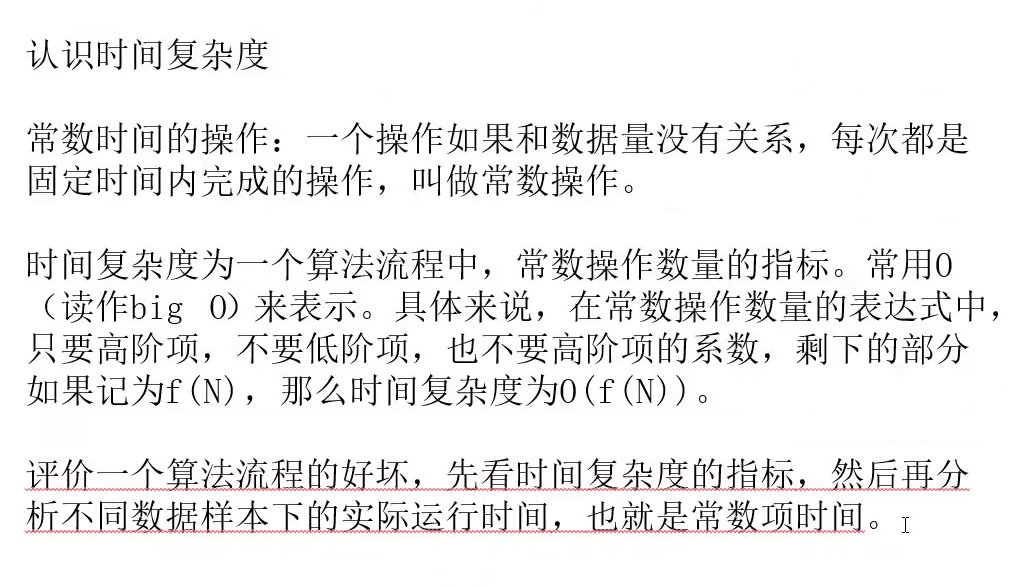 认识时间复杂度
常数时间的操作：一个操作如果和数据量没有关系，每次都是
固定时间内完成的操作，叫做常数操作。
时间复杂度为一个算法流程中，常数操作数量的指标。常用O
（读作big O）来表示。具体来说，在常数操作数量的表达式中，
只要高阶项，不要低阶项，也不要高阶项的系数，剩下的部分
如果记为f(N)，那么时间复杂度为O(f(N))。
评价一个算法流程的好坏，先看时间复杂度的指标，然后再分
析不同数据样本下的实际运行时间，也就是常数项时间。